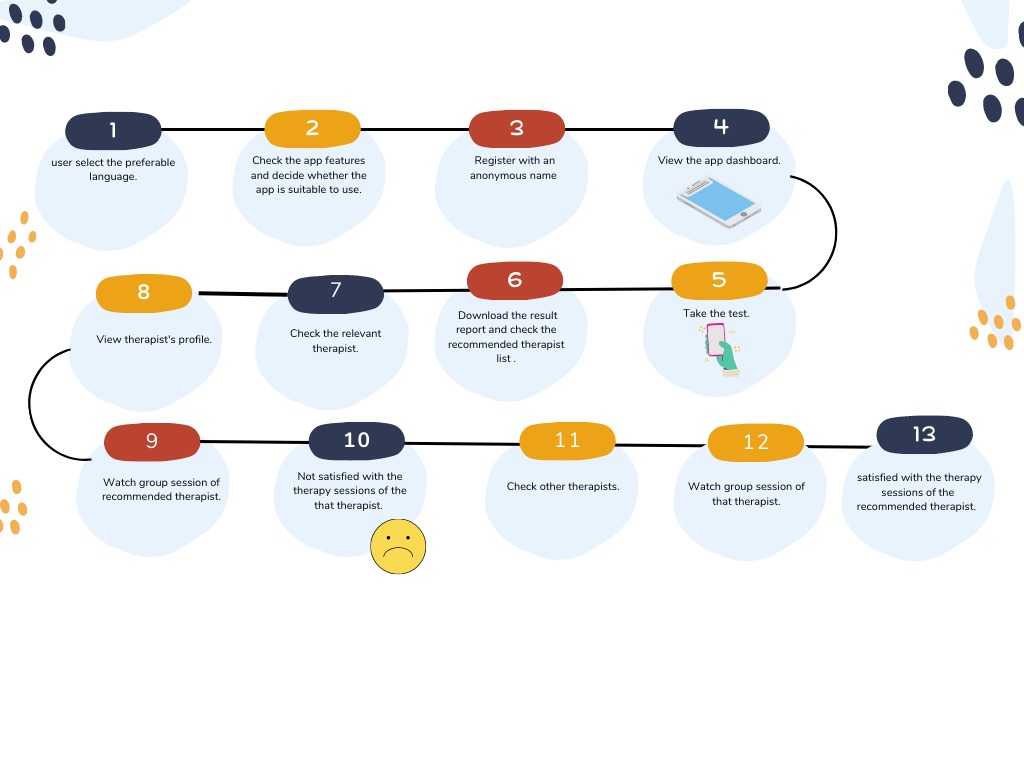 1
user select the preferable
language.
2
Check the app features
and decide whether the
app is suitable to use.
3
Register with an
anonymous name
4
View the app dashboard.
5
Take the test.
6
Download the result
report and check the
recommended therapist
list .
7
Check the relevant
therapist.
8
View therapist's profile.
9
Watch group session of
recommended therapist.
10
Not satisfied with the
therapy sessions of the
that therapist.
11
Check other therapists.
12
Watch group session of
that therapist.
13
satisfied with the therapy
sessions of the
recommended therapist.